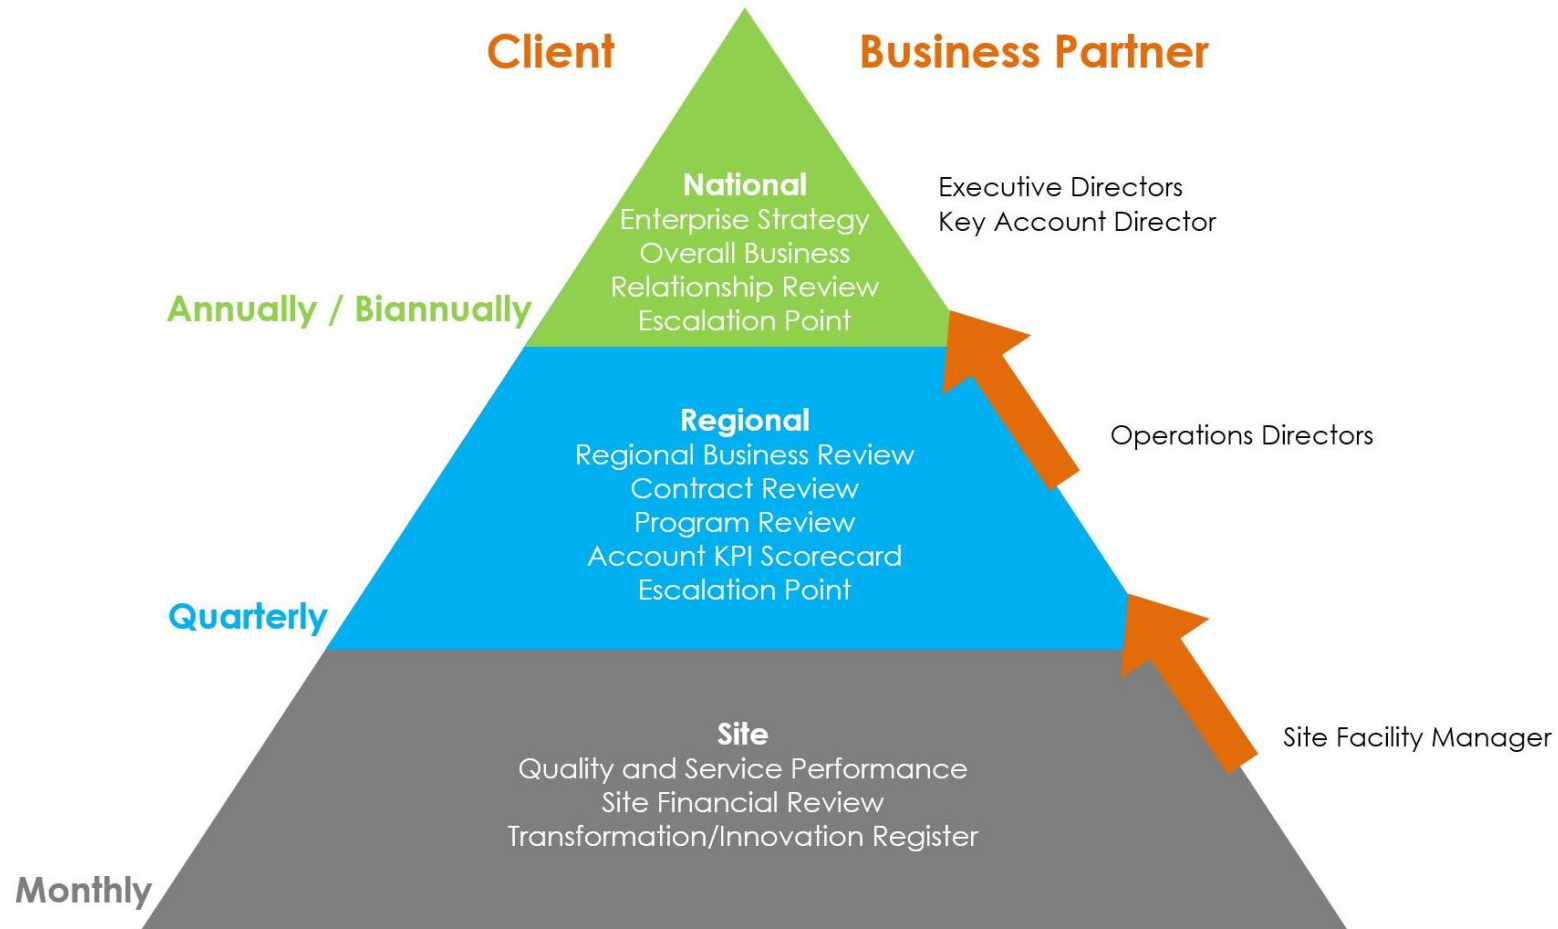 Client
Business Partner
National
Enterprise Strategy
Overall Business
Relationship Review
Escalation Point
Executive Directors
Key Account Director
Annually / Biannually
Regional
Regional Business Review
Contract Review
Program Review
Account KPI Scorecard
Escalation Point
Operations Directors
Quarterly
Site
Quality and Service Performance
Site Financial Review
Transformation/Innovation Register
Site Facility Manager
Monthly